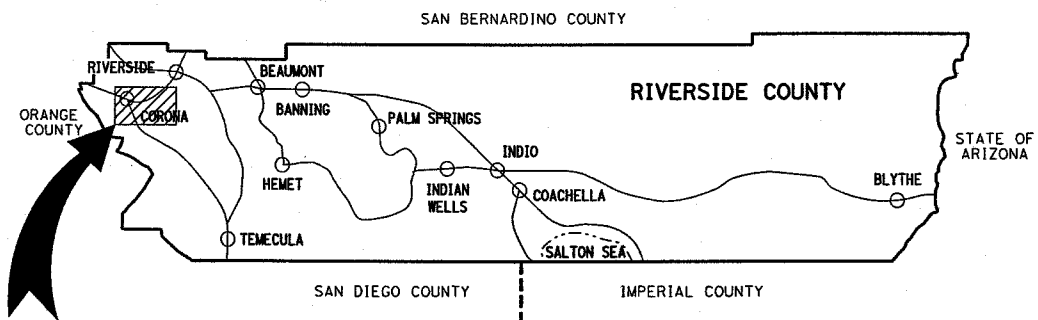 SAN BERNARDINO COUNTY
RIVERSIDE
BEAUMONT
RIVERSIDE COUNTY
ORANGE
COUNTY
CORONA
BANNING
PALM SPRINGS
STATE OF
ARIZONA
INDIO
HEMET
INDIAN
WELLS
COACHELLA
BLYTHE
TEMECULA
SALTON SEA
SAN DIEGO COUNTY
IMPERIAL COUNTY